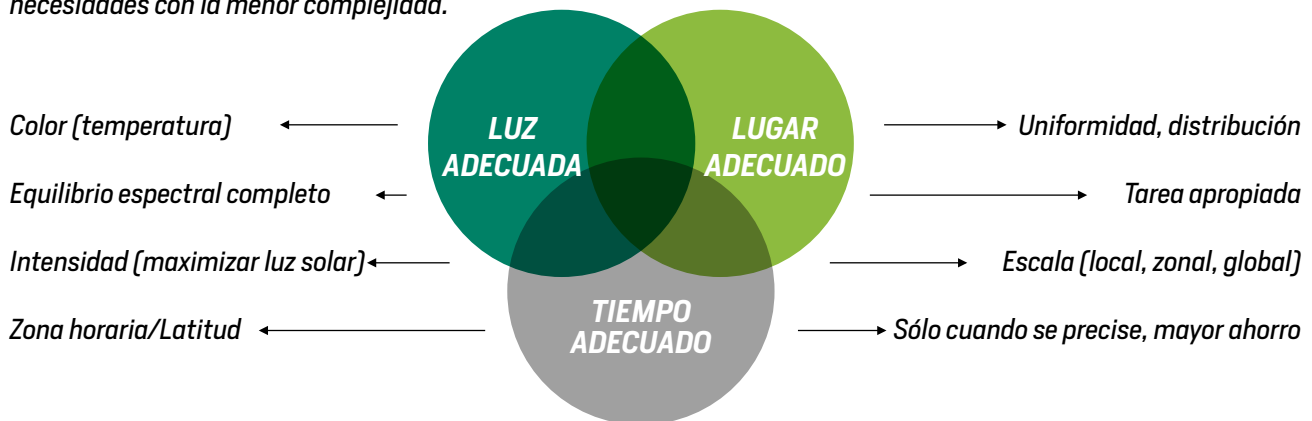 necesidades con la menor complejidad.
LUZ
ADECUADA
LUGAR
ADECUADO
TIEMPO
ADECUADO
Color (temperatura)
Equilibrio espectral completo
Intensidad (maximizar luz solar)
Zona horaria/Latitud
Uniformidad, distribución
Tarea apropiada
Escala (local, zonal, global)
Sólo cuando se precise, mayor ahorro